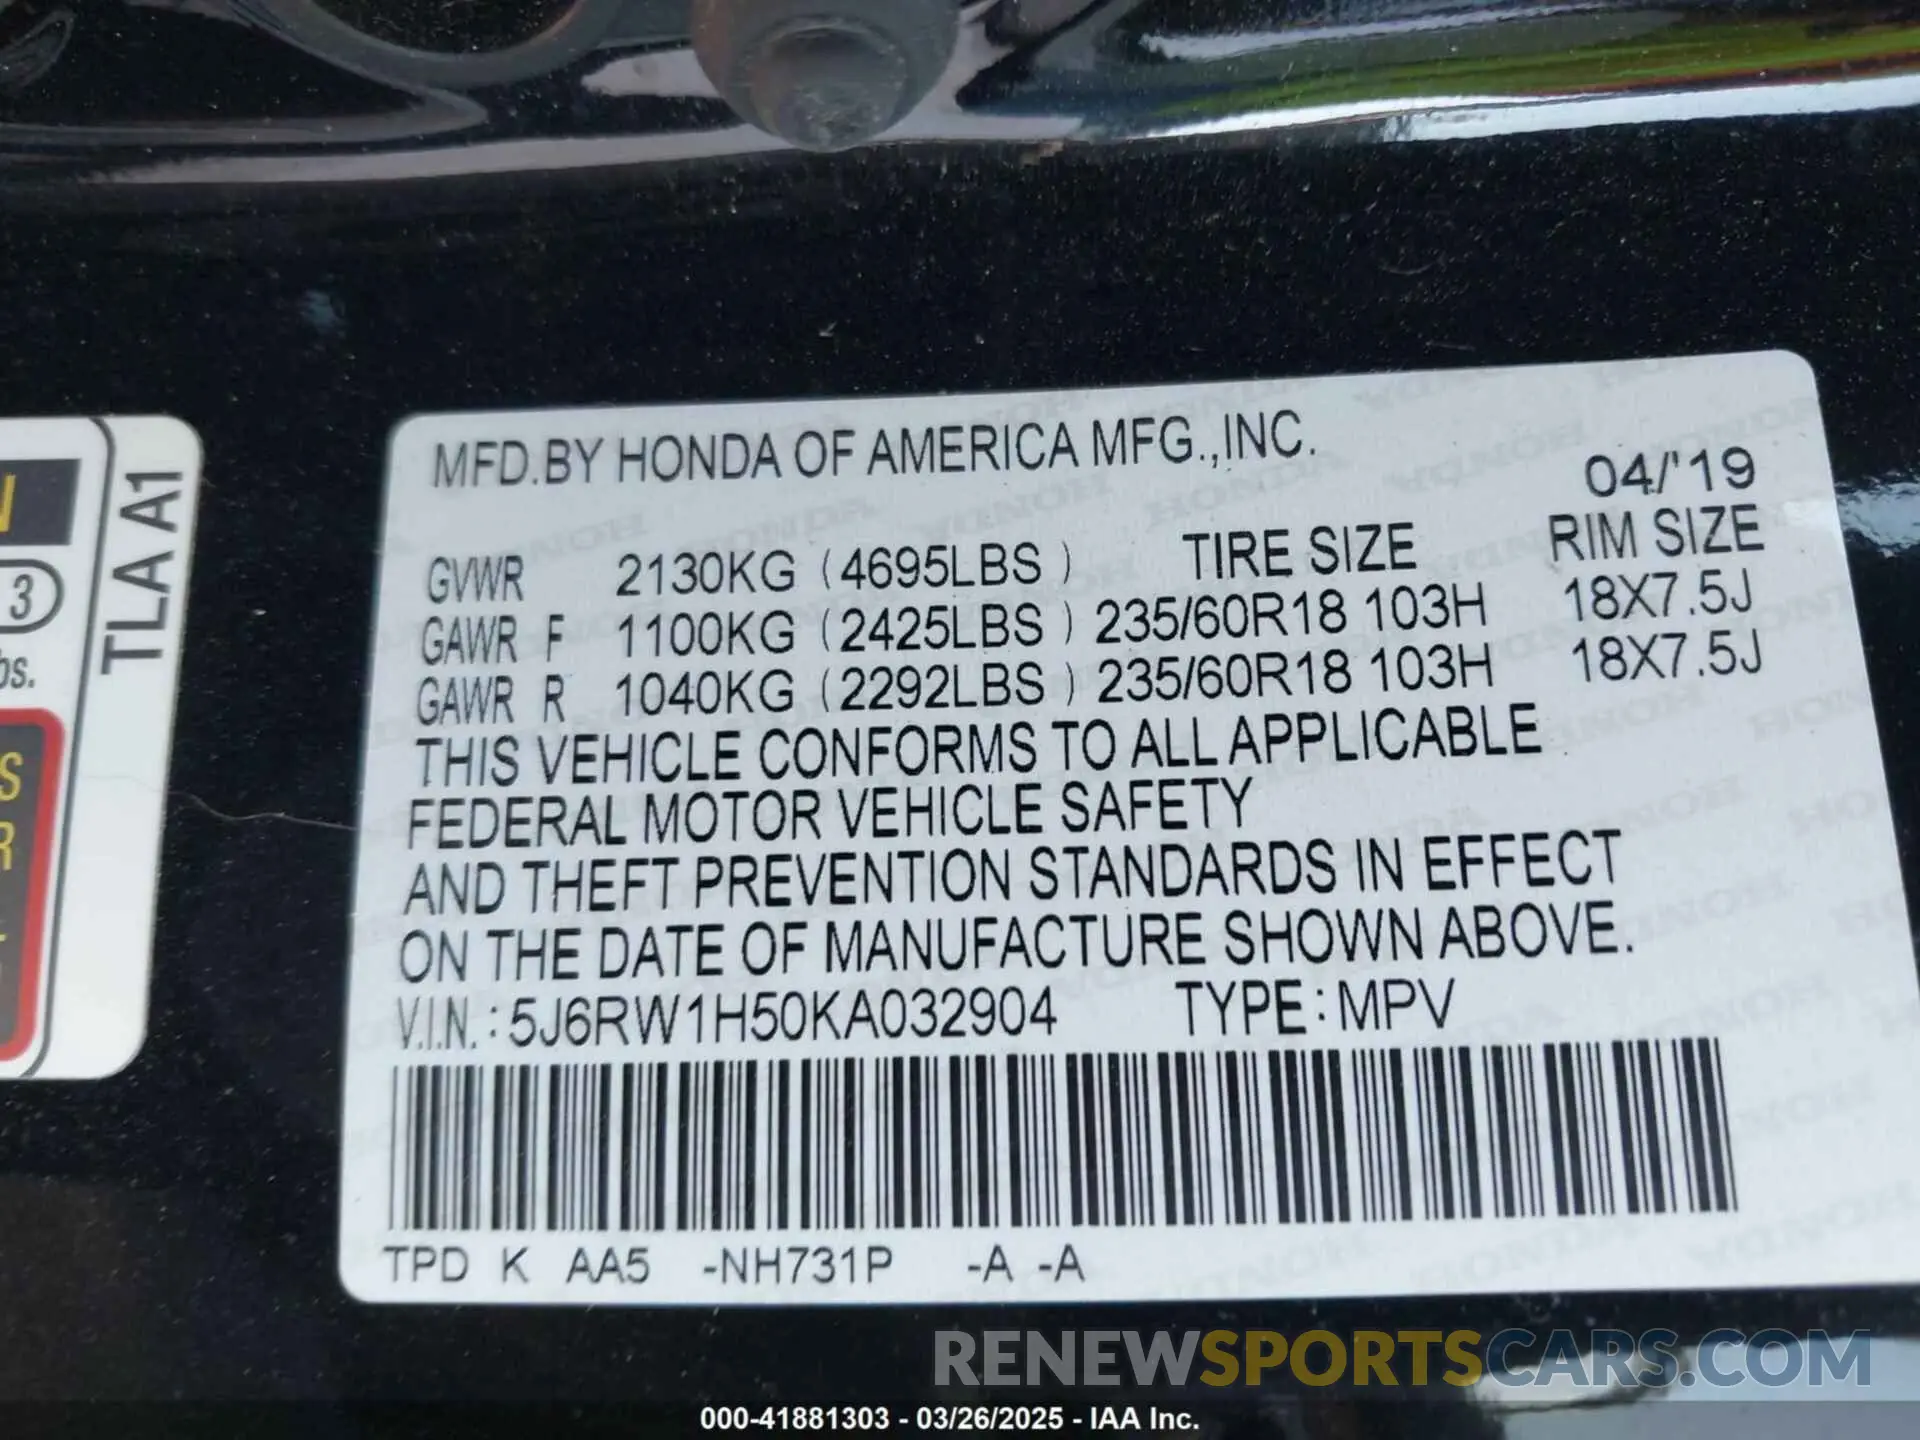 MFD.BY HONDA OF AMERICA MFG.,INC.
04/'19
GVWR 2130KG (4695LBS) TIRE SIZE RIM SIZE
GAWR F 1100KG (2425LBS) 235/60R18 103H 18X7.5J
GAWR R 1040KG (2292LBS) 235/60R18 103H 18X7.5J
THIS VEHICLE CONFORMS TO ALL APPLICABLE
FEDERAL MOTOR VEHICLE SAFETY
AND THEFT PREVENTION STANDARDS IN EFFECT
ON THE DATE OF MANUFACTURE SHOWN ABOVE.
V.I.N.: 5J6RW1H50KA032904 TYPE: MPV
TPD K AA5 -NH731P -A -A
TLA A1
3
RENEWSPORTSCARS.COM
000-41881303 - 03/26/2025 - IAA Inc.